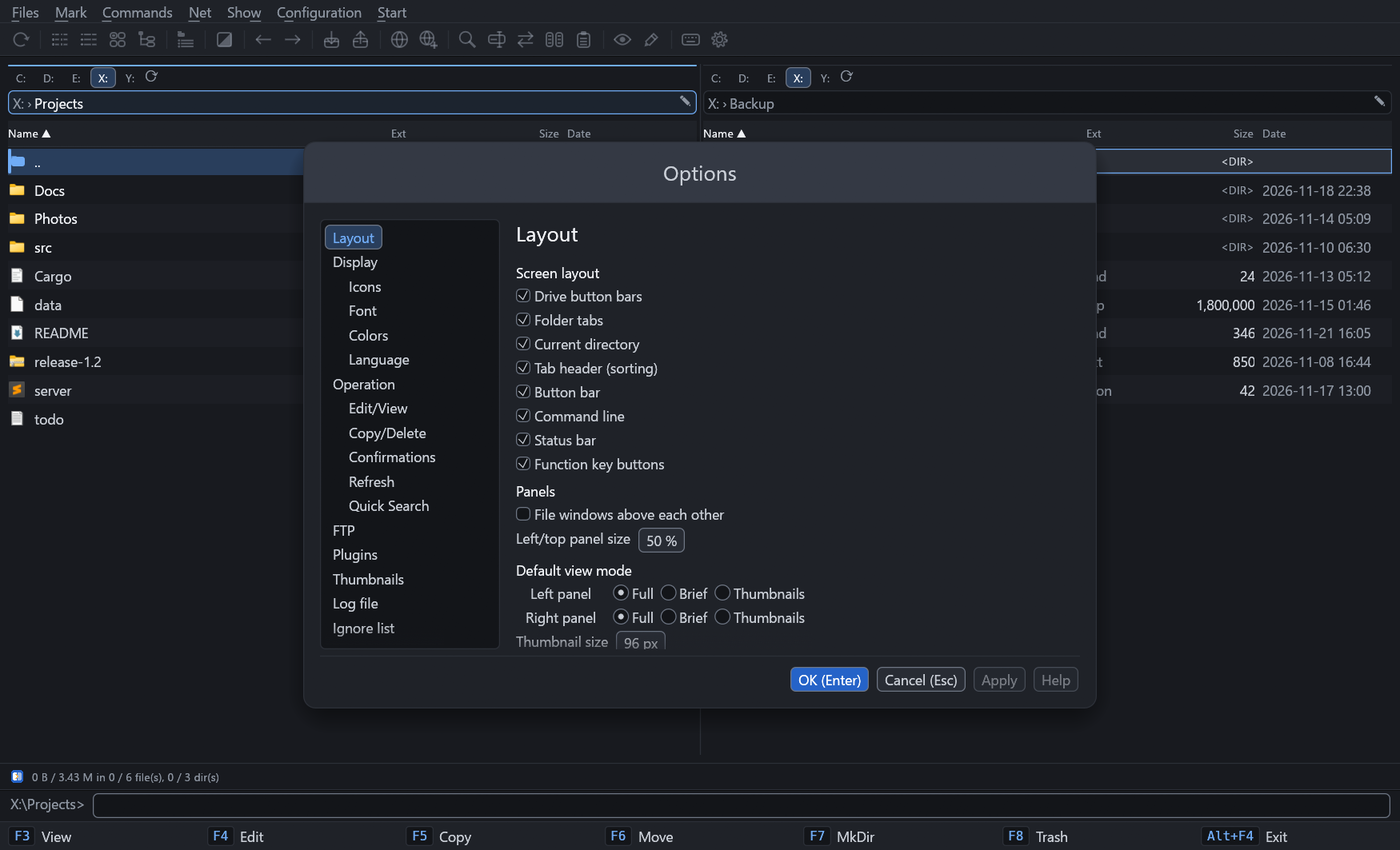 Files Mark Commands Net Show Configuration Start
C: D: E: X: Y:
C: D: E: X: Y:
X: › Projects
X: › Backup
Name ▲ Ext Size Date
Name ▲ Ext Size Date
..
<DIR>
Docs
<DIR> 2026-11-18 22:38
Photos
<DIR> 2026-11-14 05:09
src
<DIR> 2026-11-10 06:30
Cargo
24 2026-11-13 05:12
data
1,800,000 2026-11-15 01:46
README
346 2026-11-21 16:05
release-1.2
850 2026-11-08 16:44
server
42 2026-11-17 13:00
todo
Options
Layout
Display
Icons
Font
Colors
Language
Operation
Edit/View
Copy/Delete
Confirmations
Refresh
Quick Search
FTP
Plugins
Thumbnails
Log file
Ignore list
Layout
Screen layout
Drive button bars
Folder tabs
Current directory
Tab header (sorting)
Button bar
Command line
Status bar
Function key buttons
Panels
File windows above each other
Left/top panel size 50 %
Default view mode
Left panel Full Brief Thumbnails
Right panel Full Brief Thumbnails
Thumbnail size 96 px
OK (Enter) Cancel (Esc) Apply Help
0 B / 3.43 M in 0 / 6 file(s), 0 / 3 dir(s)
X:\Projects>
F3 View F4 Edit F5 Copy F6 Move F7 MkDir F8 Trash Alt+F4 Exit